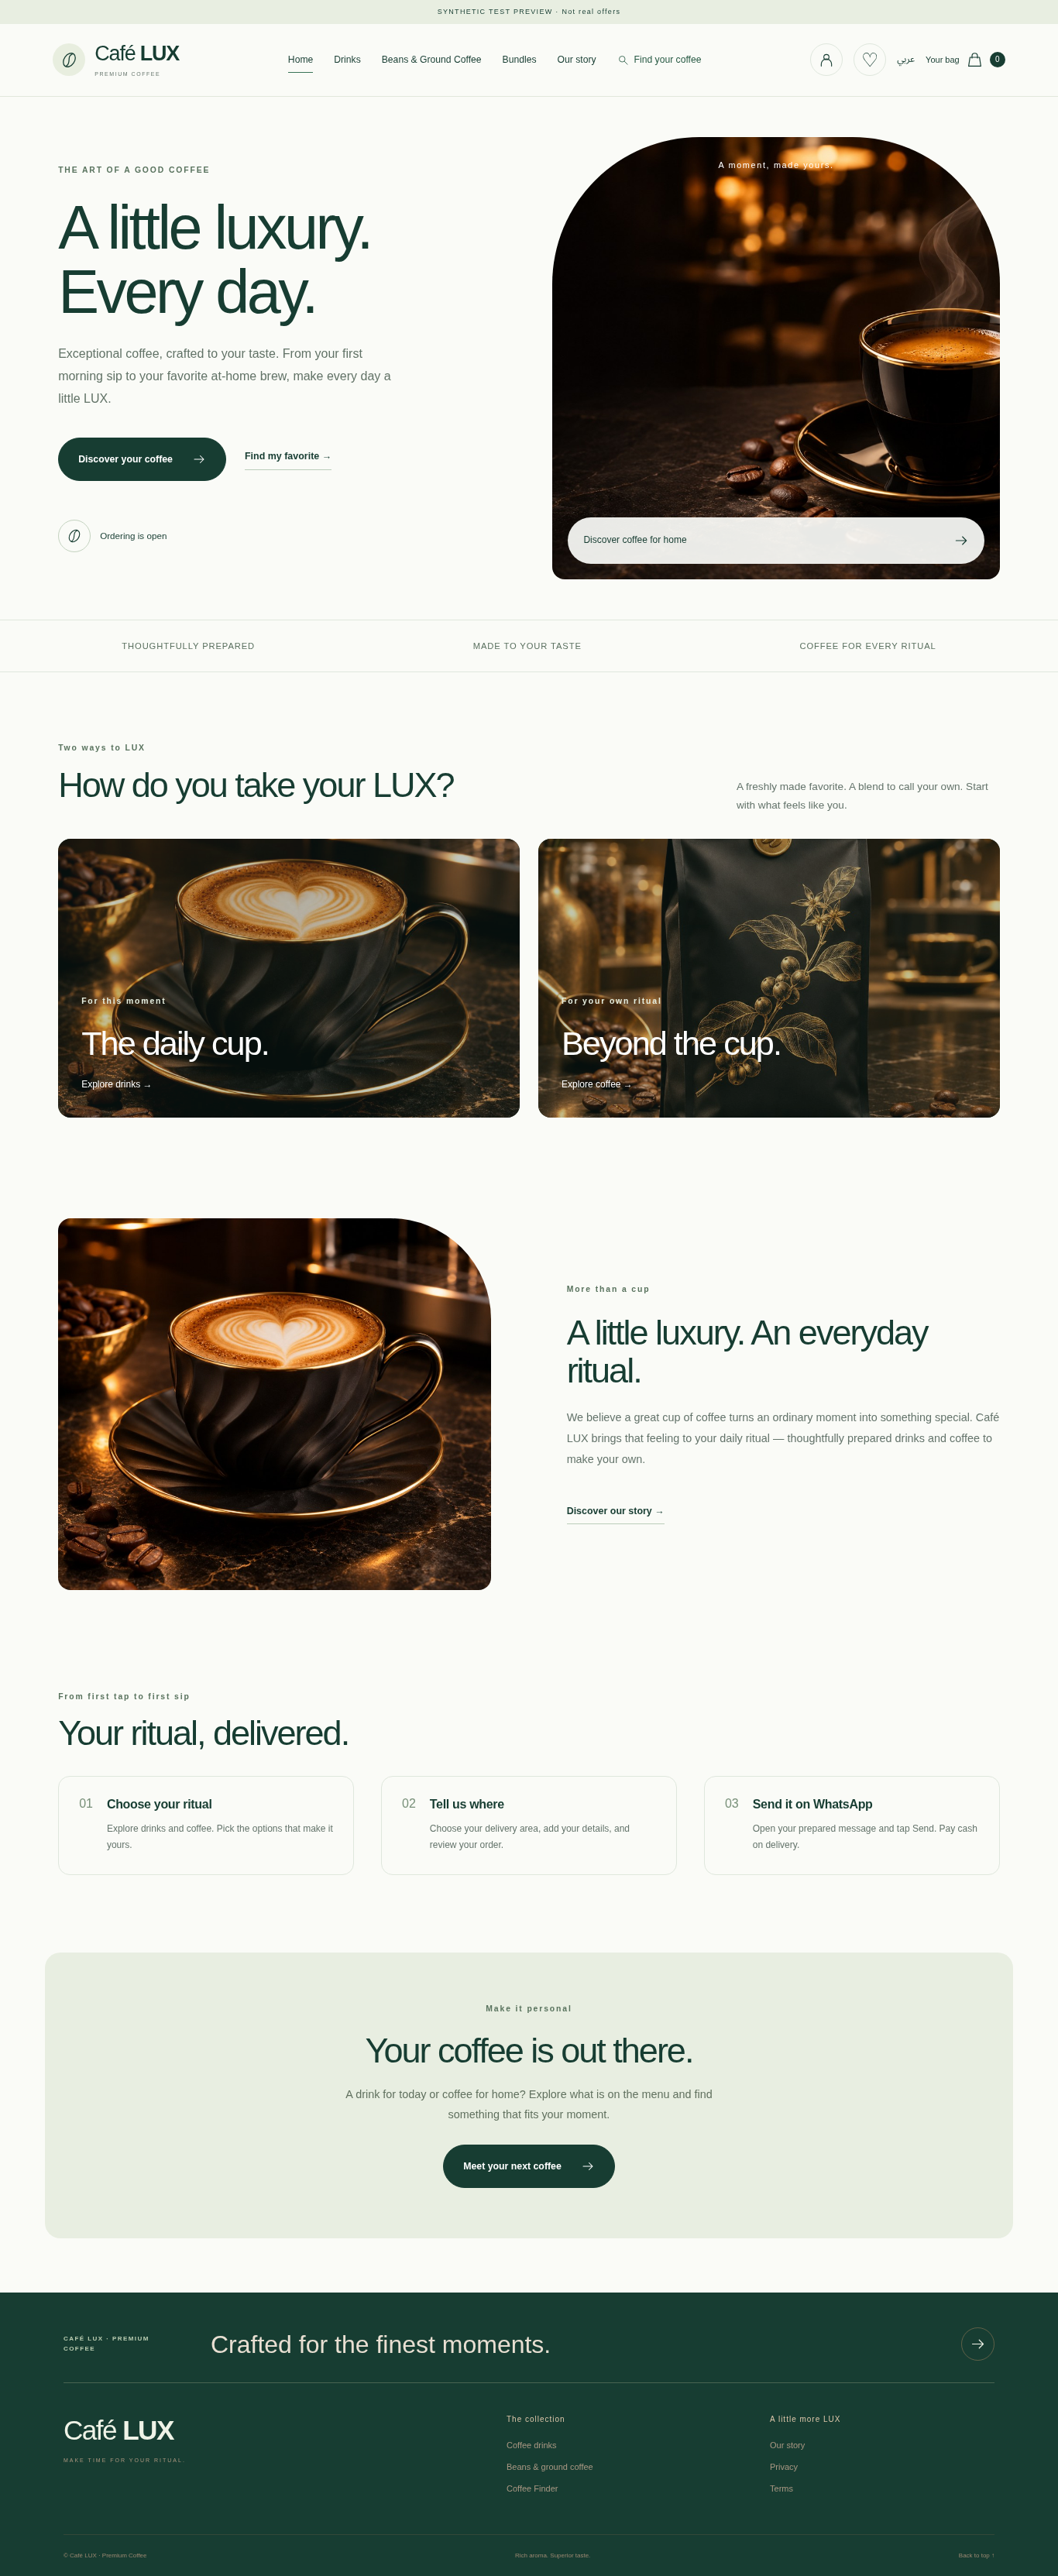 SYNTHETIC TEST PREVIEW · Not real offers
Café LUX
PREMIUM COFFEE
Home
Drinks
Beans & Ground Coffee
Bundles
Our story
Find your coffee
عربي
Your bag
0
THE ART OF A GOOD COFFEE
A little luxury.
Every day.
Exceptional coffee, crafted to your taste. From your first
morning sip to your favorite at-home brew, make every day a
little LUX.
Discover your coffee →
Find my favorite →
Ordering is open
A moment, made yours.
Discover coffee for home →
THOUGHTFULLY PREPARED
MADE TO YOUR TASTE
COFFEE FOR EVERY RITUAL
Two ways to LUX
How do you take your LUX?
A freshly made favorite. A blend to call your own. Start
with what feels like you.
For this moment
The daily cup.
Explore drinks →
For your own ritual
Beyond the cup.
Explore coffee →
More than a cup
A little luxury. An everyday
ritual.
We believe a great cup of coffee turns an ordinary moment into something special. Café
LUX brings that feeling to your daily ritual — thoughtfully prepared drinks and coffee to
make your own.
Discover our story →
From first tap to first sip
Your ritual, delivered.
01
Choose your ritual
Explore drinks and coffee. Pick the options that make it
yours.
02
Tell us where
Choose your delivery area, add your details, and
review your order.
03
Send it on WhatsApp
Open your prepared message and tap Send. Pay cash
on delivery.
Make it personal
Your coffee is out there.
A drink for today or coffee for home? Explore what is on the menu and find
something that fits your moment.
Meet your next coffee →
CAFÉ LUX · PREMIUM
COFFEE
Crafted for the finest moments.
Café LUX
MAKE TIME FOR YOUR RITUAL.
The collection
Coffee drinks
Beans & ground coffee
Coffee Finder
A little more LUX
Our story
Privacy
Terms
© Café LUX · Premium Coffee
Rich aroma. Superior taste.
Back to top ↑